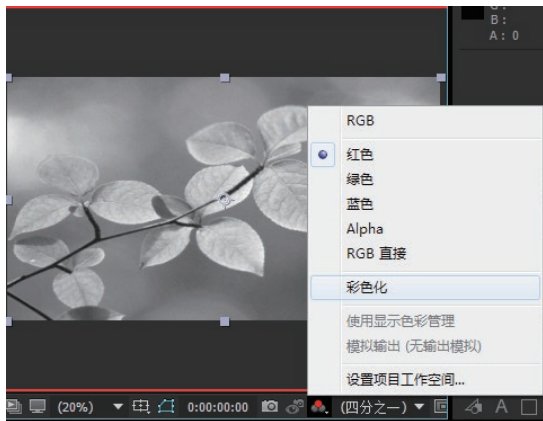 B:
A: 0
RGB
红色
绿色
蓝色
Alpha
RGB 直接
彩色化
使用显示色彩管理
模拟输出 (无输出模拟)
设置项目工作空间...
(20%) 0:00:00:00 (四分之一)